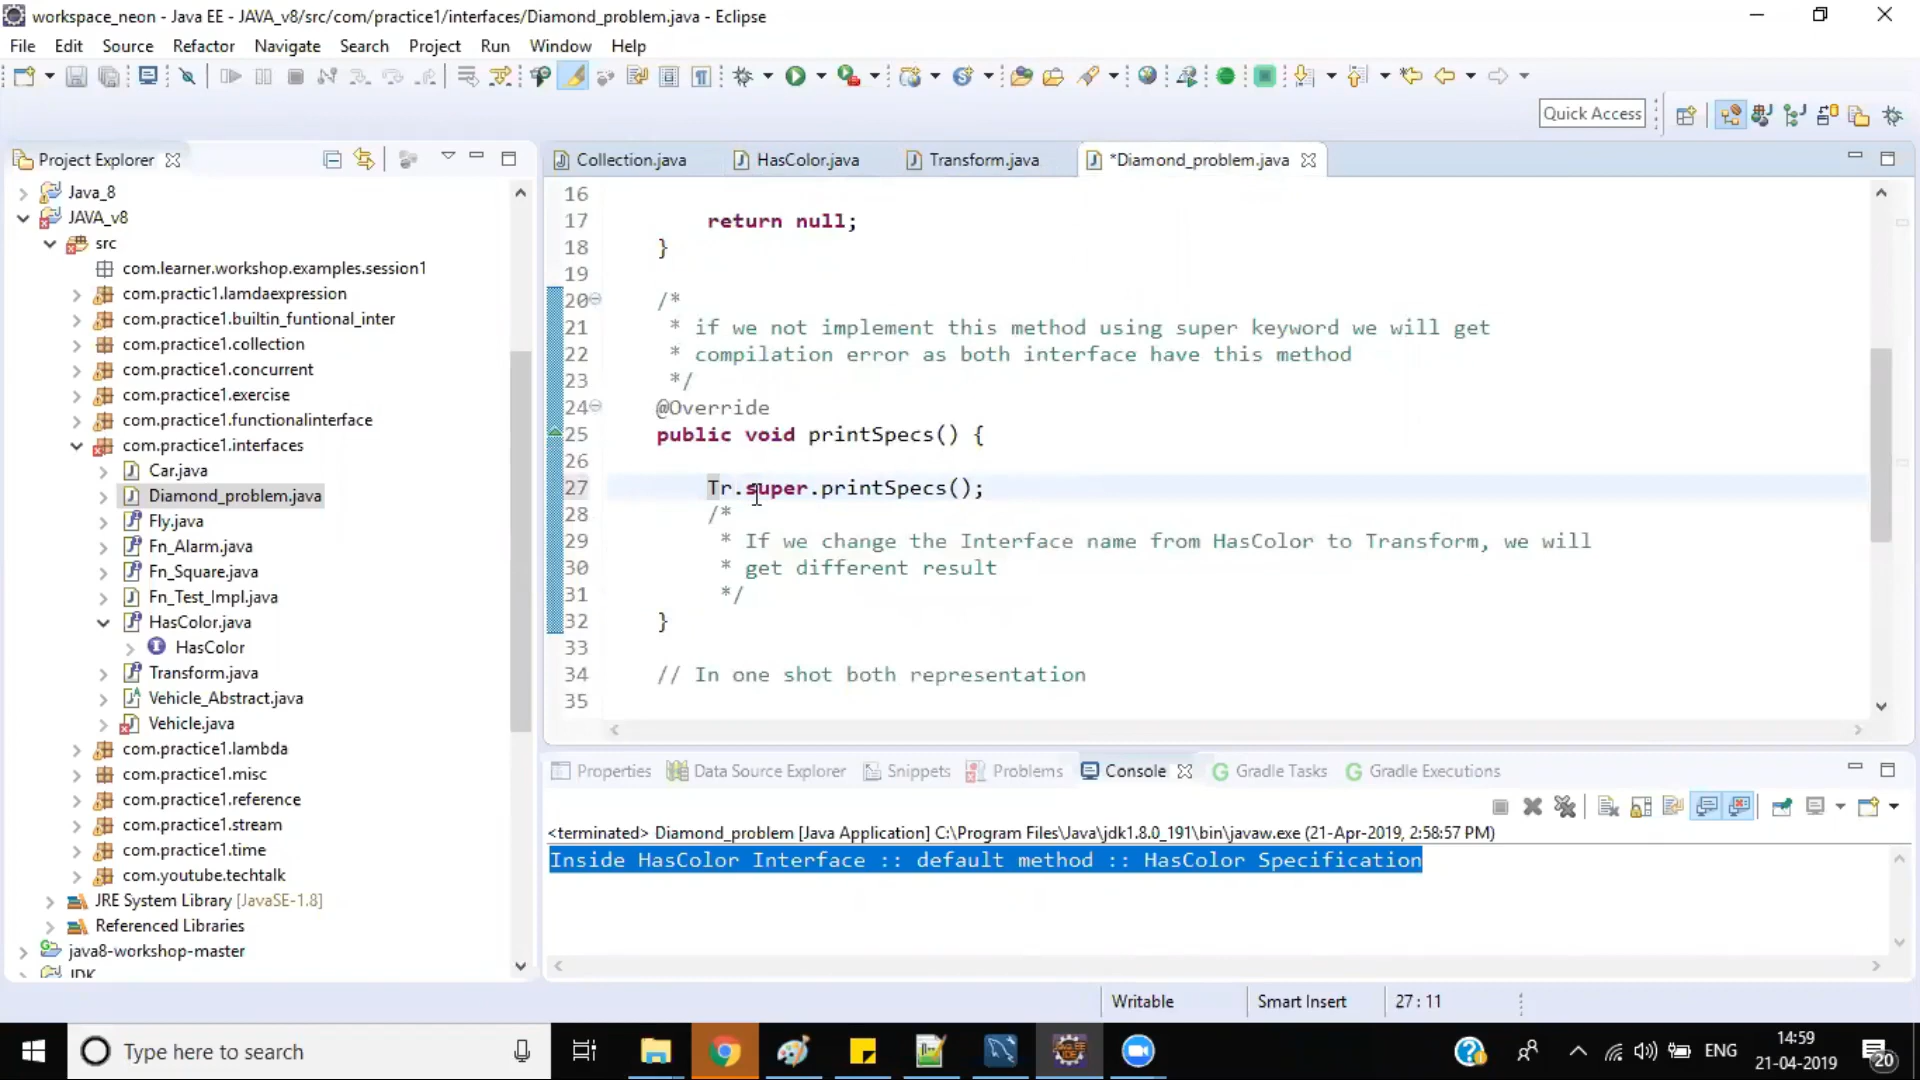 workspace_neon - Java EE - JAVA_v8/src/com/practice1/interfaces/Diamond_problem.java - Eclipse
File Edit Source Refactor Navigate Search Project Run Window Help
Quick Access
Project Explorer
Java_8
JAVA_v8
src
com.learner.workshop.examples.session1
com.practic1.lamdaexpression
com.practice1.builtin_funtional_inter
com.practice1.collection
com.practice1.concurrent
com.practice1.exercise
com.practice1.functionalinterface
com.practice1.interfaces
Car.java
Diamond_problem.java
Fly.java
Fn_Alarm.java
Fn_Square.java
Fn_Test_Impl.java
HasColor.java
HasColor
Transform.java
Vehicle_Abstract.java
Vehicle.java
com.practice1.lambda
com.practice1.misc
com.practice1.reference
com.practice1.stream
com.practice1.time
com.youtube.techtalk
JRE System Library [JavaSE-1.8]
Referenced Libraries
java8-workshop-master
JDK
Collection.java HasColor.java Transform.java *Diamond_problem.java
16
17 return null;
18 }
19
20 /*
21 * if we not implement this method using super keyword we will get
22 * compilation error as both interface have this method
23 */
24 @Override
25 public void printSpecs() {
26
27 Tr.super.printSpecs();
28 /*
29 * If we change the Interface name from HasColor to Transform, we will
30 * get different result
31 */
32 }
33
34 // In one shot both representation
35
Properties Data Source Explorer Snippets Problems Console Gradle Tasks Gradle Executions
<terminated> Diamond_problem [Java Application] C:\Program Files\Java\jdk1.8.0_191\bin\javaw.exe (21-Apr-2019, 2:58:57 PM)
Inside HasColor Interface :: default method :: HasColor Specification
Writable Smart Insert 27 : 11
Type here to search
ENG
14:59
21-04-2019
20